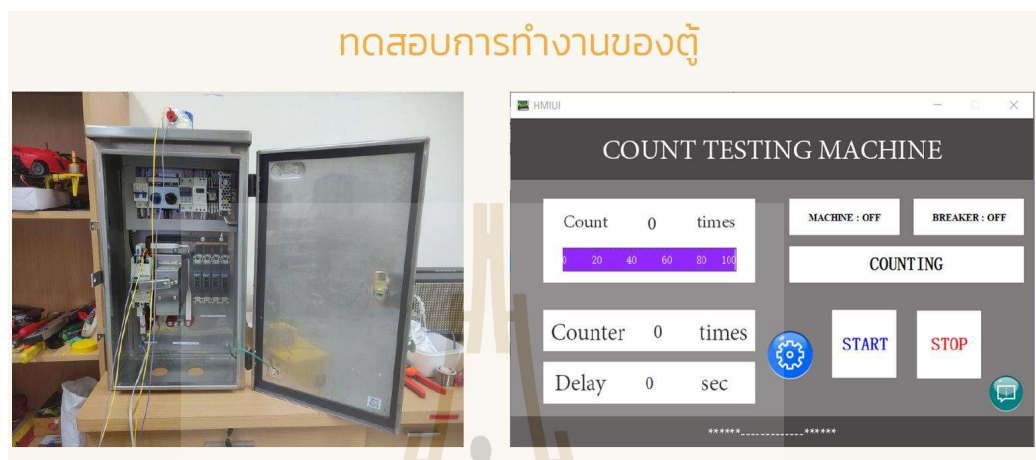 ทดสอบการทำงานของตู้
HMIUI
COUNT TESTING MACHINE
Count 0 times
0 20 40 60 80 100
MACHINE : OFF
BREAKER : OFF
COUNTING
Counter 0 times
START
STOP
Delay 0 sec
******-------------******